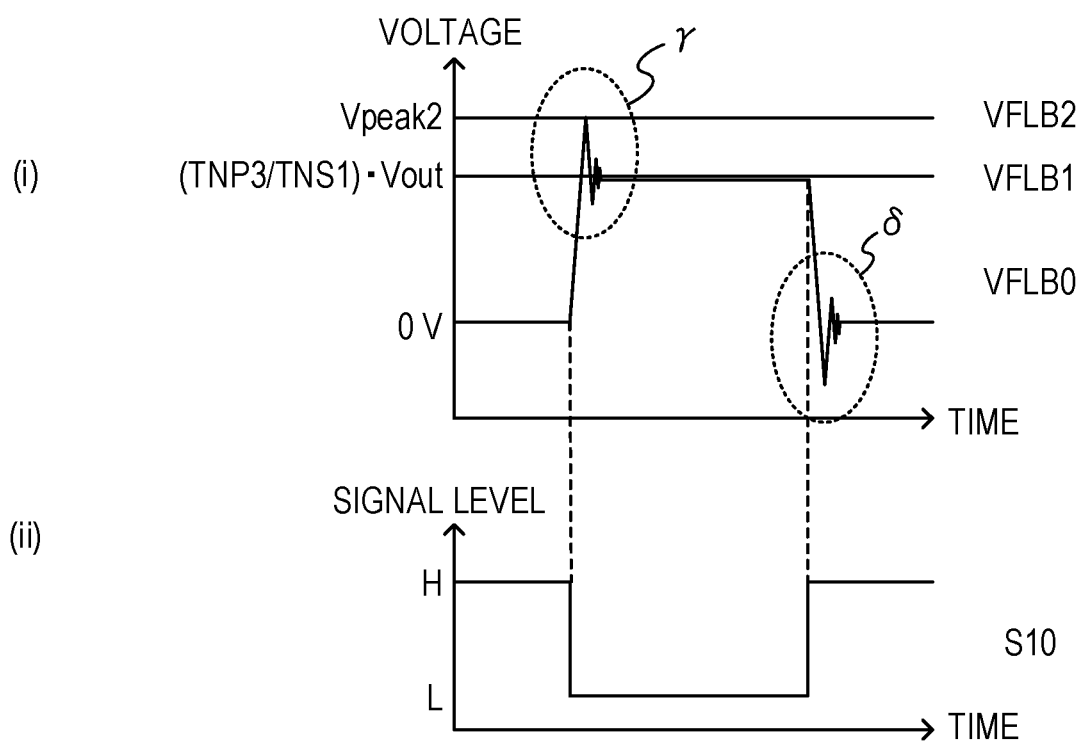 (i)
VOLTAGE
γ
Vpeak2
VFLB2
(TNP3/TNS1)・Vout
VFLB1
δ
VFLB0
0 V
TIME
(ii)
SIGNAL LEVEL
H
S10
L
TIME